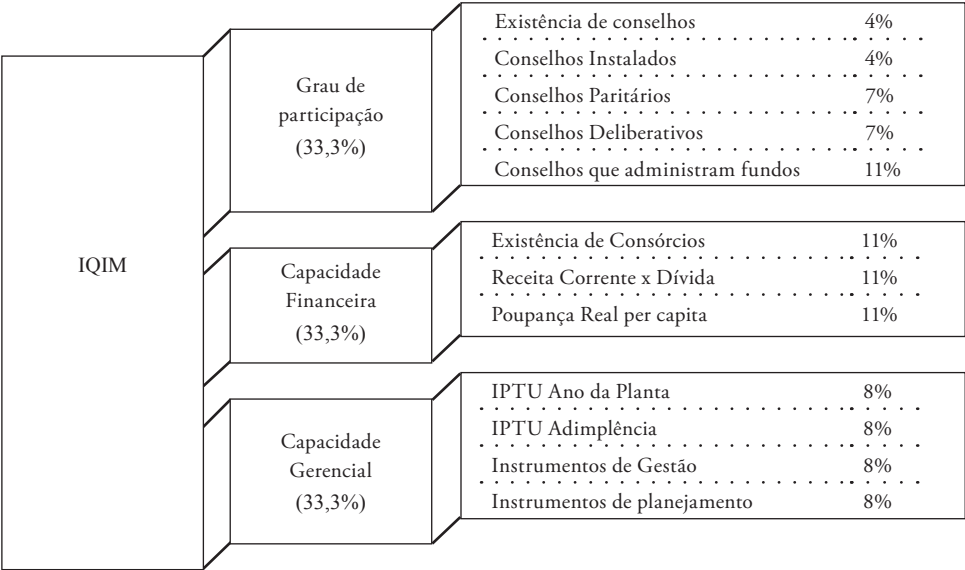 IQIM
Grau de
participação
(33,3%)
Existência de conselhos 4%
Conselhos Instalados 4%
Conselhos Paritários 7%
Conselhos Deliberativos 7%
Conselhos que administram fundos 11%
Capacidade
Financeira
(33,3%)
Existência de Consórcios 11%
Receita Corrente x Dívida 11%
Poupança Real per capita 11%
Capacidade
Gerencial
(33,3%)
IPTU Ano da Planta 8%
IPTU Adimplência 8%
Instrumentos de Gestão 8%
Instrumentos de planejamento 8%